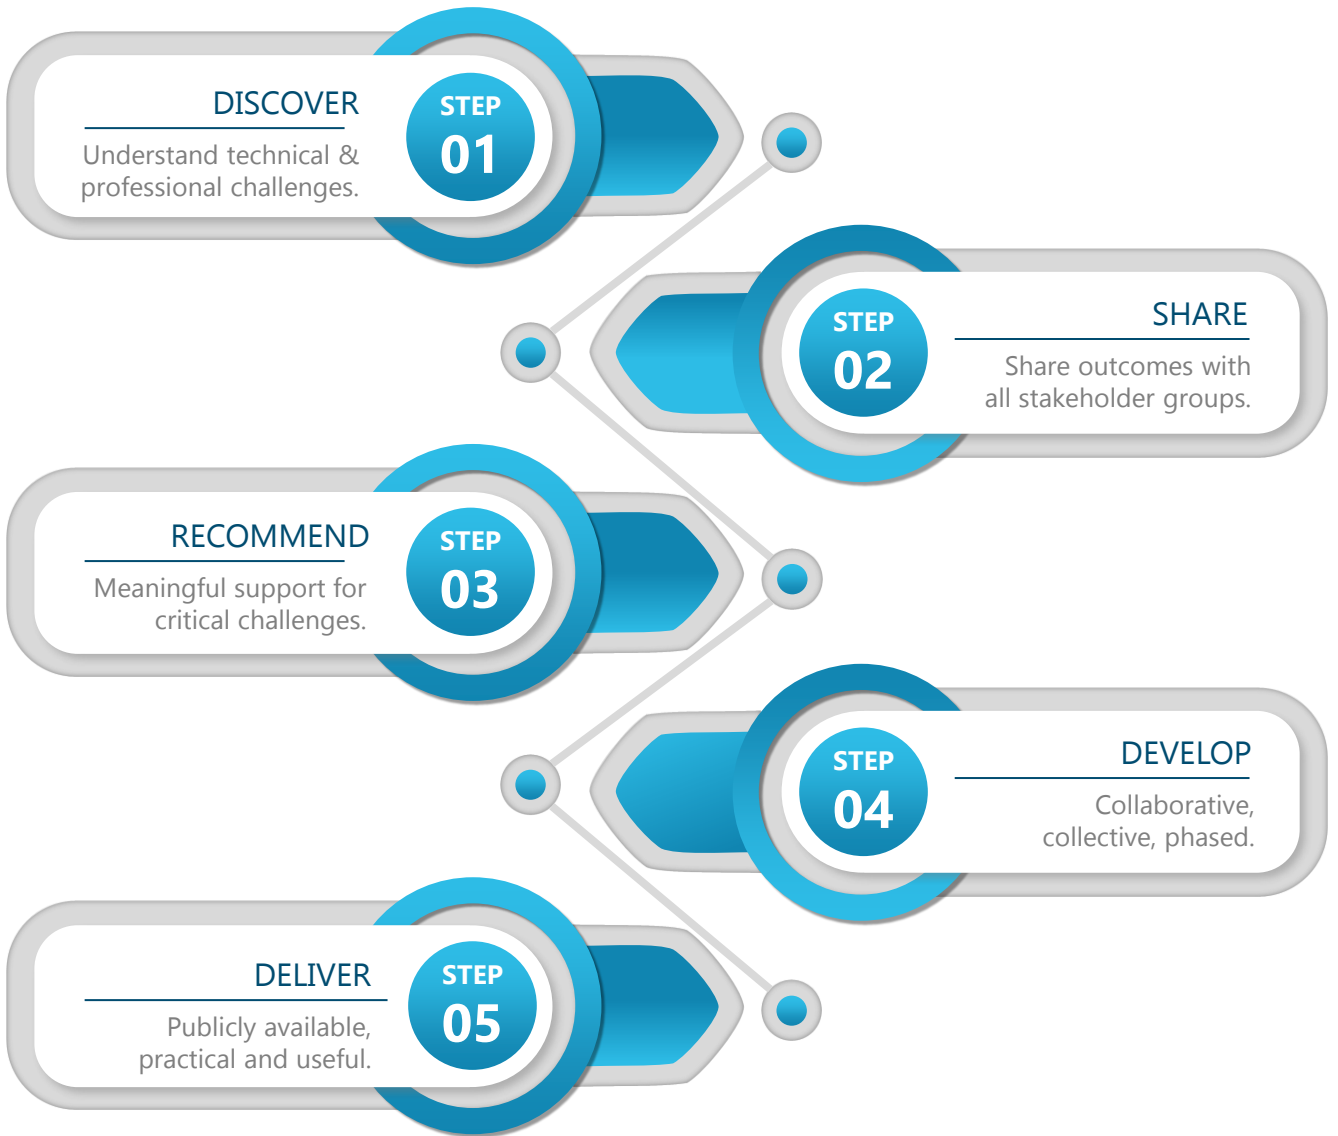 DISCOVER
Understand technical &
professional challenges.
STEP
01
SHARE
Share outcomes with
all stakeholder groups.
STEP
02
RECOMMEND
Meaningful support for
critical challenges.
STEP
03
DEVELOP
Collaborative,
collective, phased.
STEP
04
DELIVER
Publicly available,
practical and useful.
STEP
05